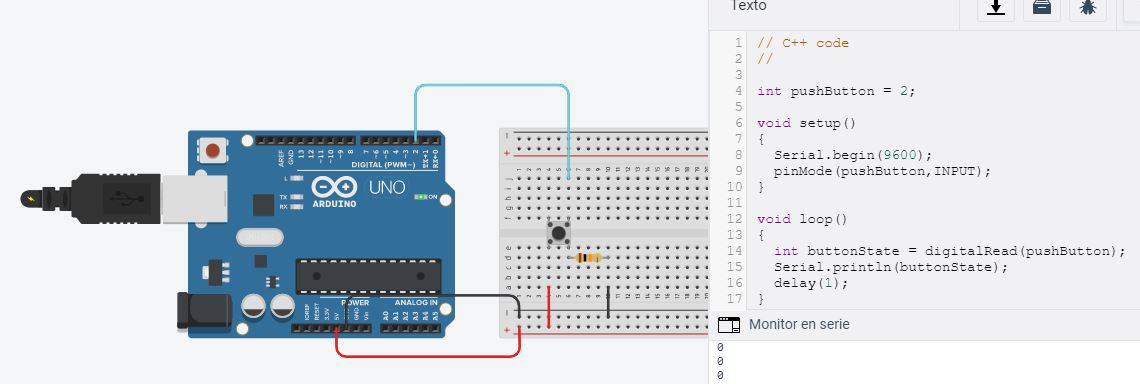 Texto
1 // C++ code
2 //
3
4 int pushButton = 2;
5
6 void setup()
7 {
8 Serial.begin(9600);
9 pinMode(pushButton,INPUT);
10 }
11
12 void loop()
13 {
14 int buttonState = digitalRead(pushButton);
15 Serial.println(buttonState);
16 delay(1);
17 }
Monitor en serie
0
0
0
AREF
GND
13
12
~11
~10
~9
8
7
~6
~5
4
~3
2
TX→1
RX←0
DIGITAL (PWM~)
L
TX
RX
UNO
ARDUINO
ON
POWER
ANALOG IN
IOREF
RESET
3.3V
5V
GND
Vin
A0
A1
A2
A3
A4
A5